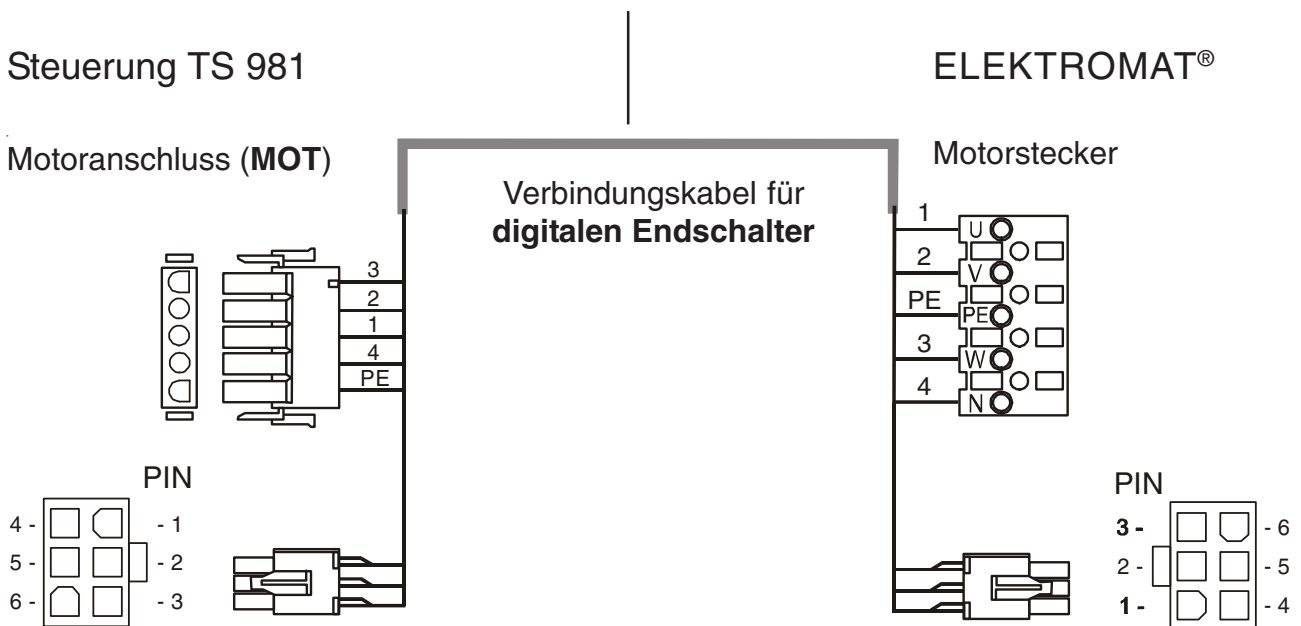 Steuerung TS 981
ELEKTROMAT®
Motoranschluss (MOT)
Motorstecker
Verbindungskabel für
digitalen Endschalter
3
2
1
4
PE
1
U
2
V
PE
PE
3
W
4
N
PIN
4 - - 1
5 - - 2
6 - - 3
PIN
3 - - 6
2 - - 5
1 - - 4